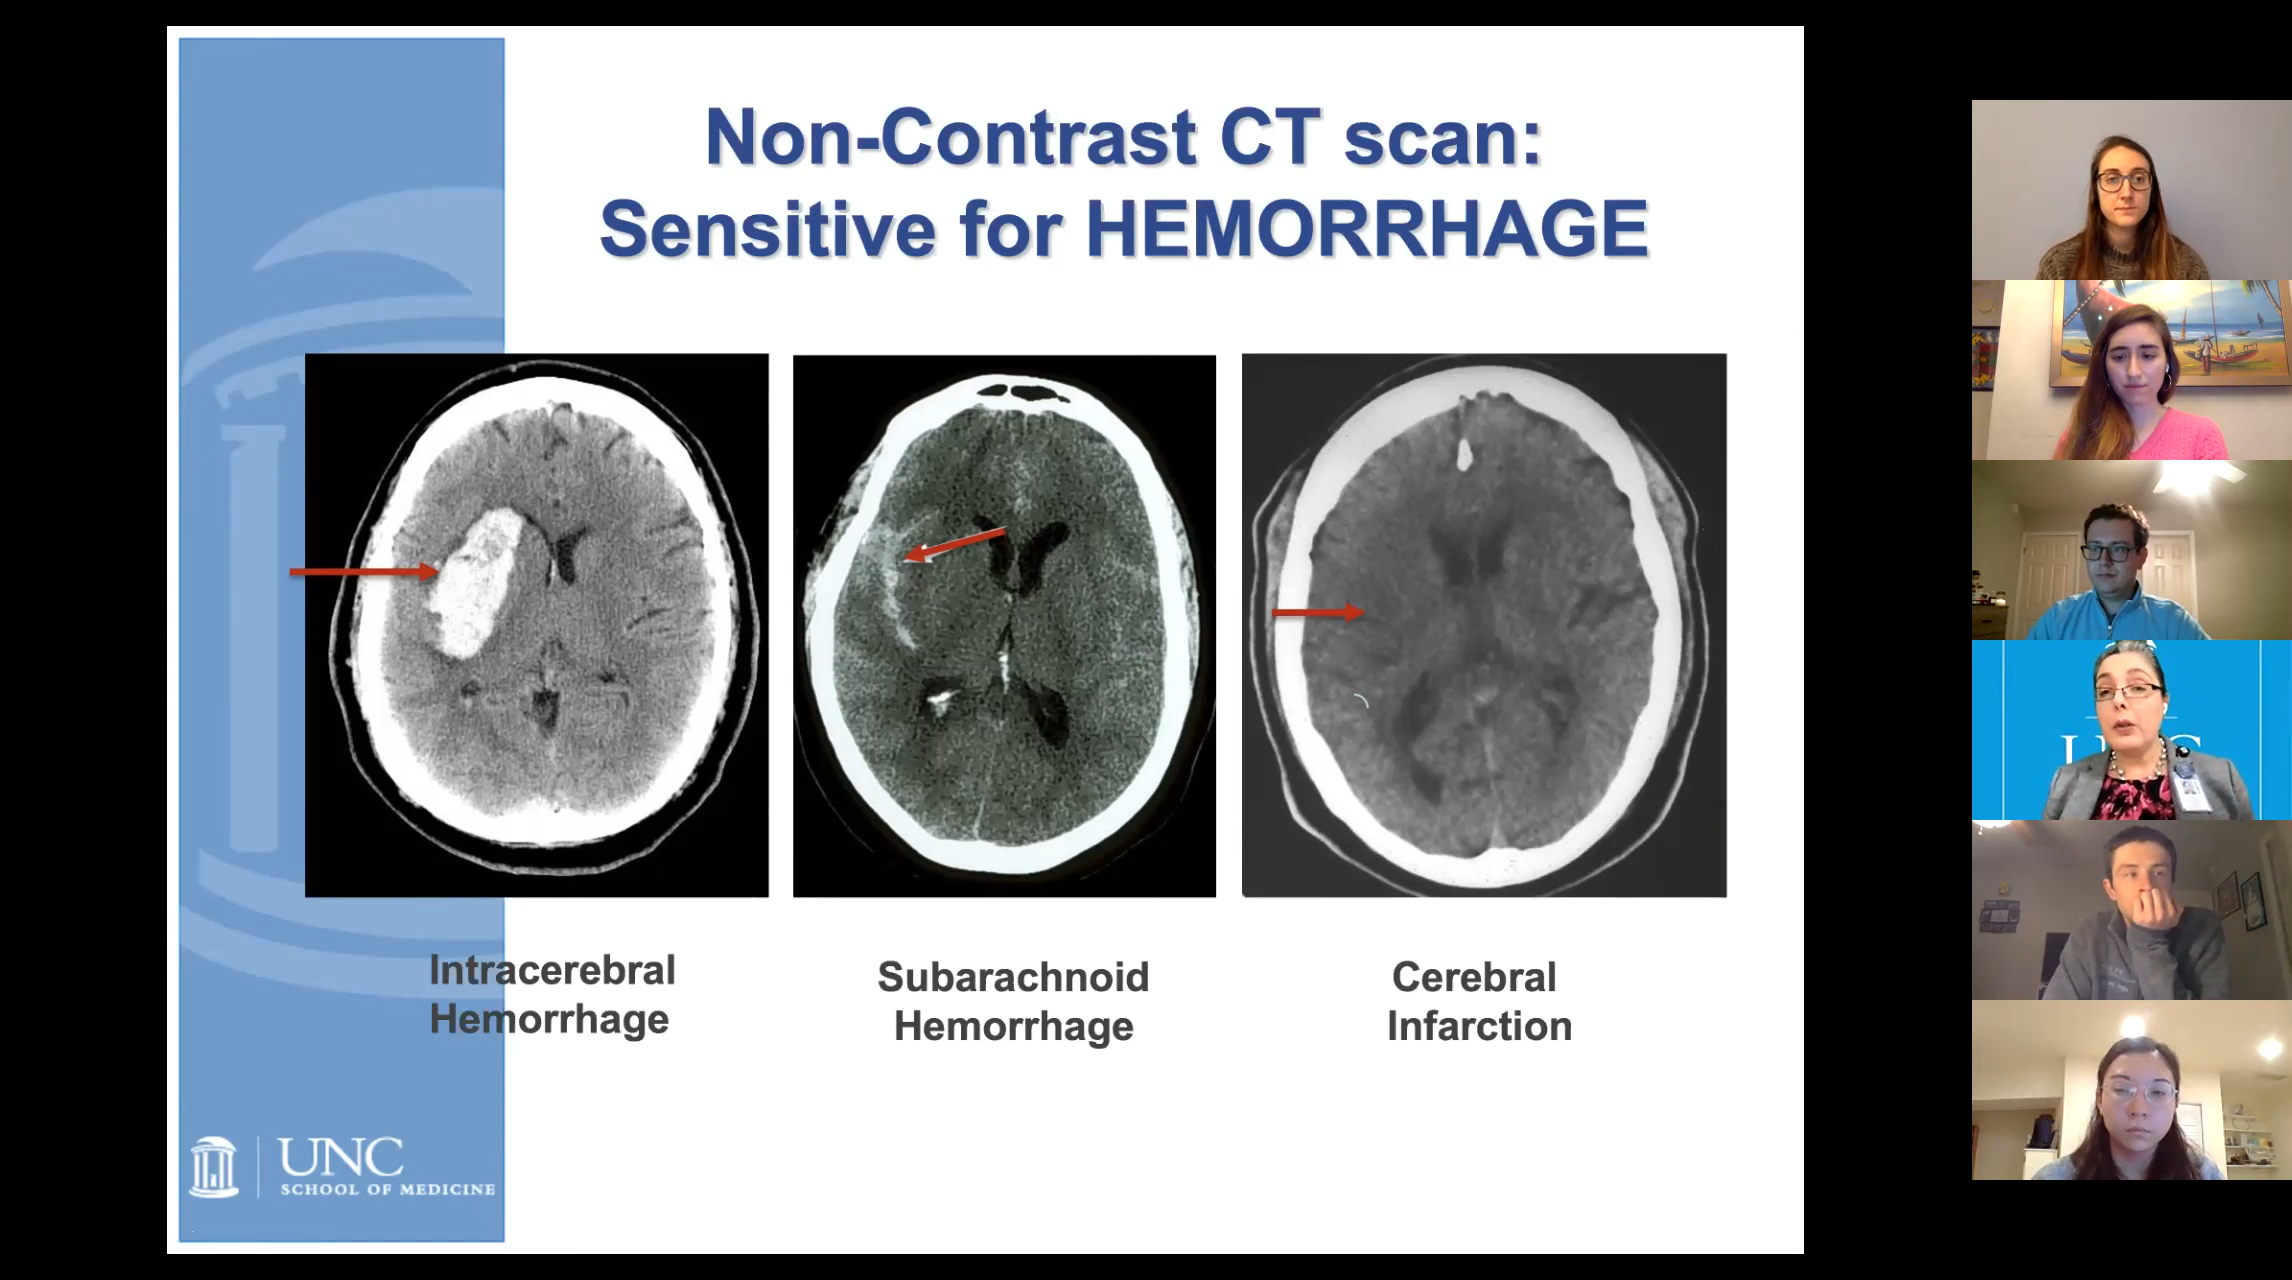 Non-Contrast CT scan:
Sensitive for HEMORRHAGE
Intracerebral
Hemorrhage
Subarachnoid
Hemorrhage
Cerebral
Infarction
UNC
SCHOOL OF MEDICINE